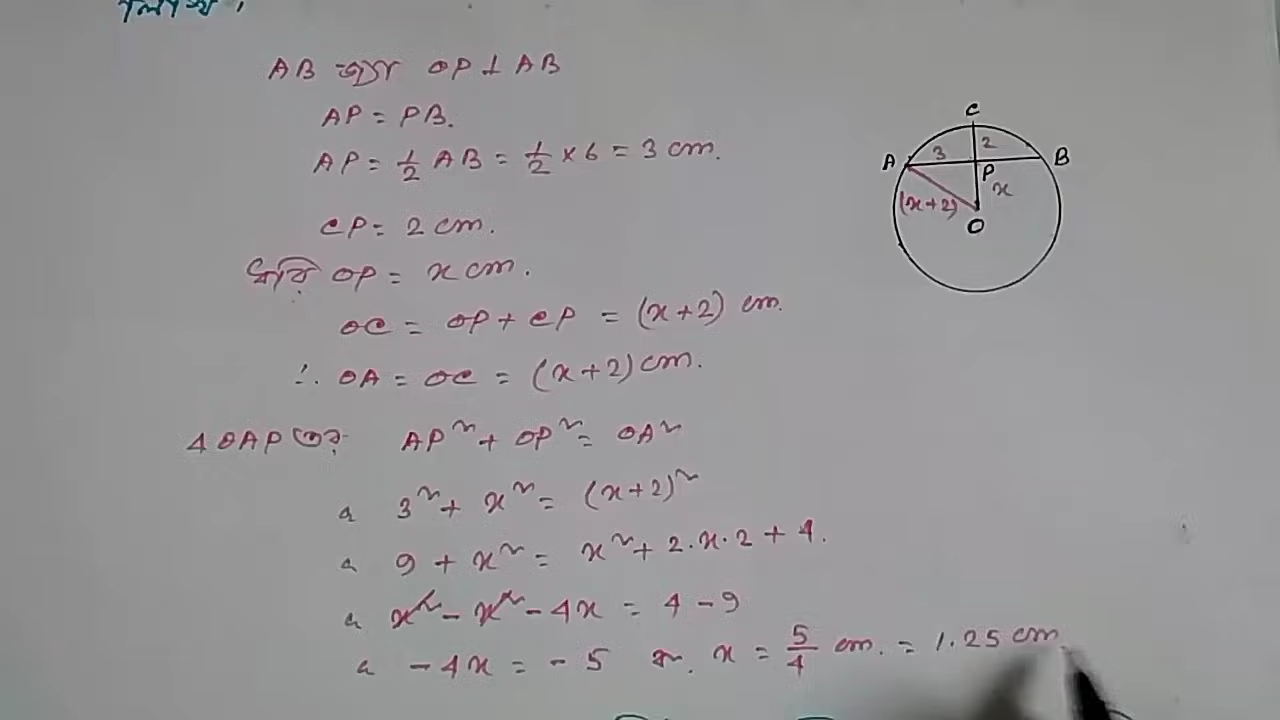 AB জ্যা OP ⊥ AB
AP = PB.
AP = 1/2 AB = 1/2 × 6 = 3 cm.
CP = 2 cm.
ধরি, OP = x cm.
OC = OP + CP = (x+2) cm.
∴ OA = OC = (x+2) cm.
△OAP তে, AP² + OP² = OA²
a 3² + x² = (x+2)²
a 9 + x² = x² + 2.x.2 + 4.
a x² - x² - 4x = 4 - 9
a -4x = -5 বা. x = 5/4 cm. = 1.25 cm
C
A 3 2 B
P
(x+2) x
O